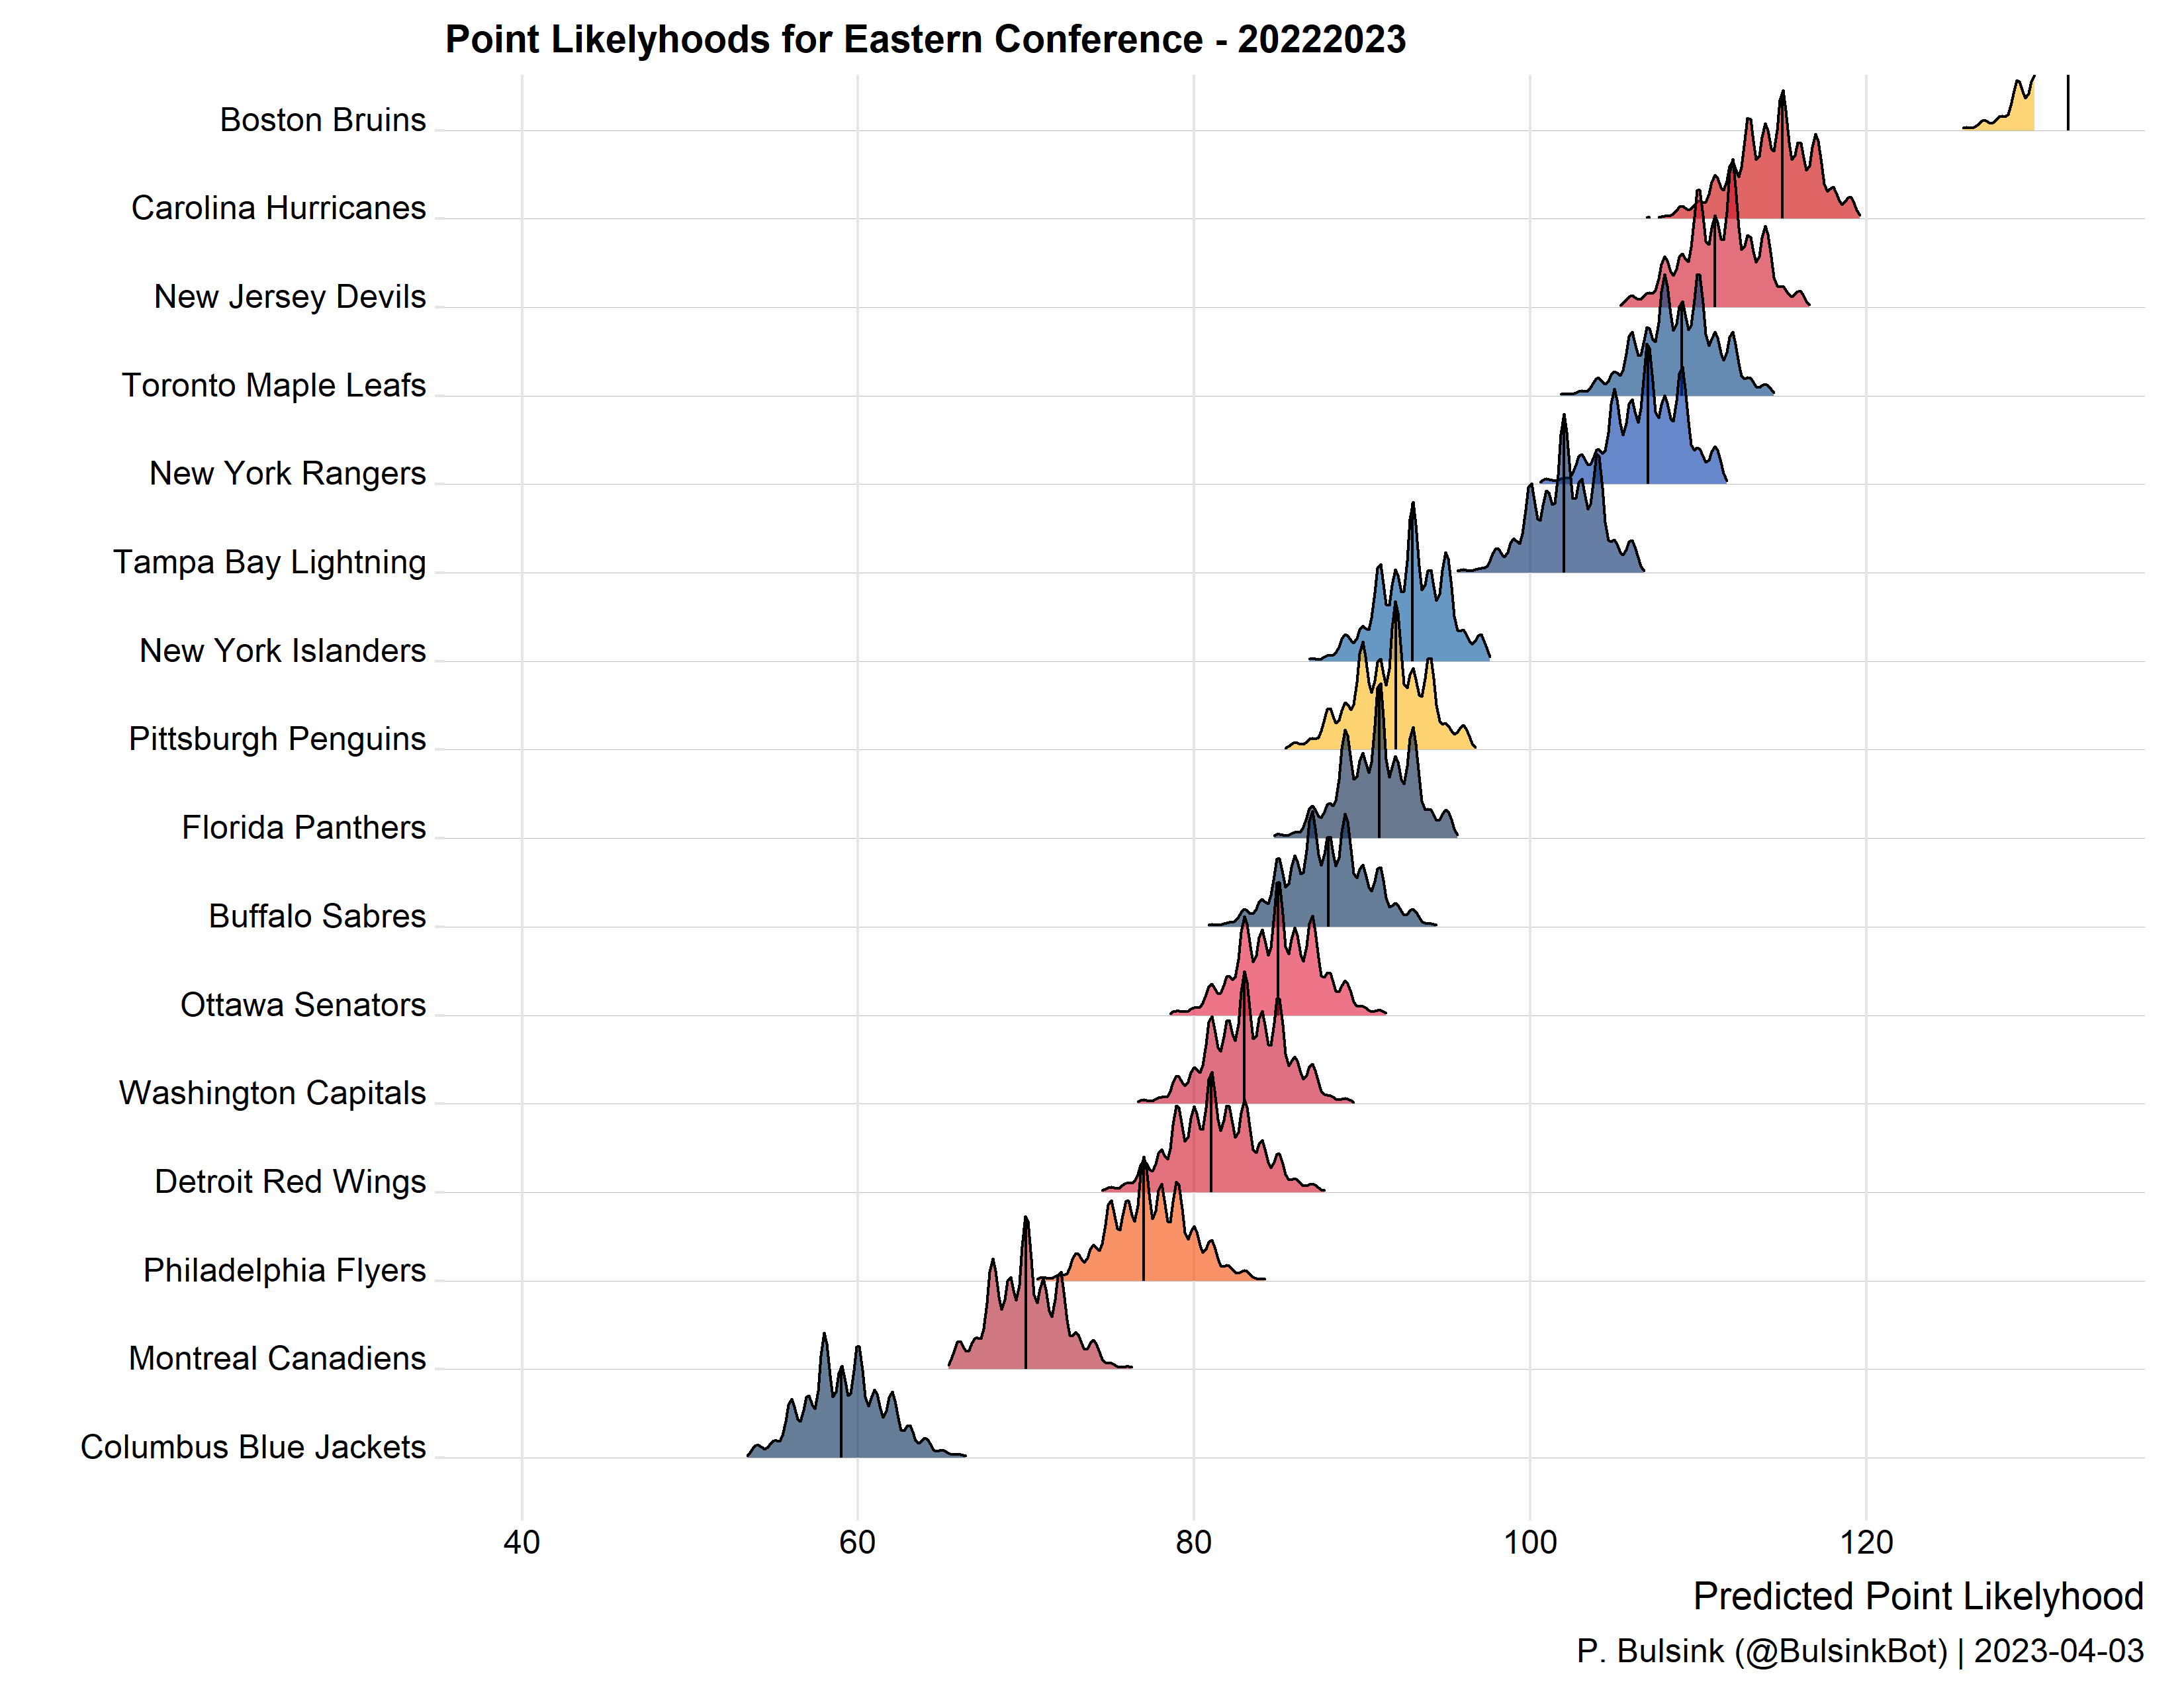 Point Likelyhoods for Eastern Conference - 20222023
Boston Bruins
Carolina Hurricanes
New Jersey Devils
Toronto Maple Leafs
New York Rangers
Tampa Bay Lightning
New York Islanders
Pittsburgh Penguins
Florida Panthers
Buffalo Sabres
Ottawa Senators
Washington Capitals
Detroit Red Wings
Philadelphia Flyers
Montreal Canadiens
Columbus Blue Jackets
40 60 80 100 120
Predicted Point Likelyhood
P. Bulsink (@BulsinkBot) | 2023-04-03